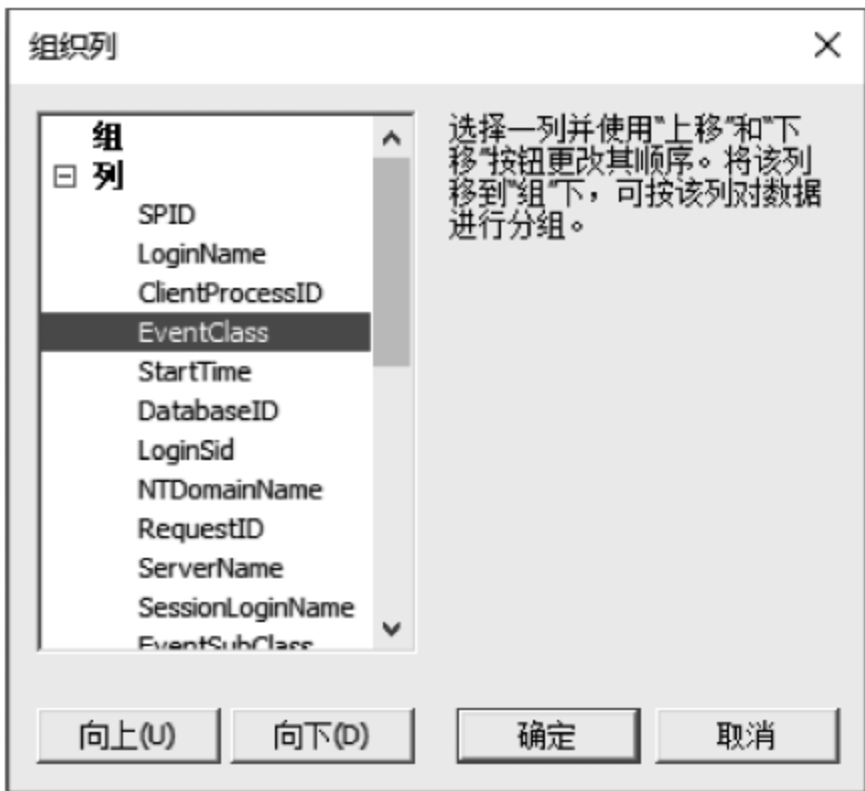 组织列
组
列
SPID
LoginName
ClientProcessID
EventClass
StartTime
DatabaseID
LoginSid
NTDomainName
RequestID
ServerName
SessionLoginName
EventSubClass
选择一列并使用"上移"和"下
移"按钮更改其顺序。将该列
移到"组"下，可按该列对数据
进行分组。
向上(U)
向下(D)
确定
取消